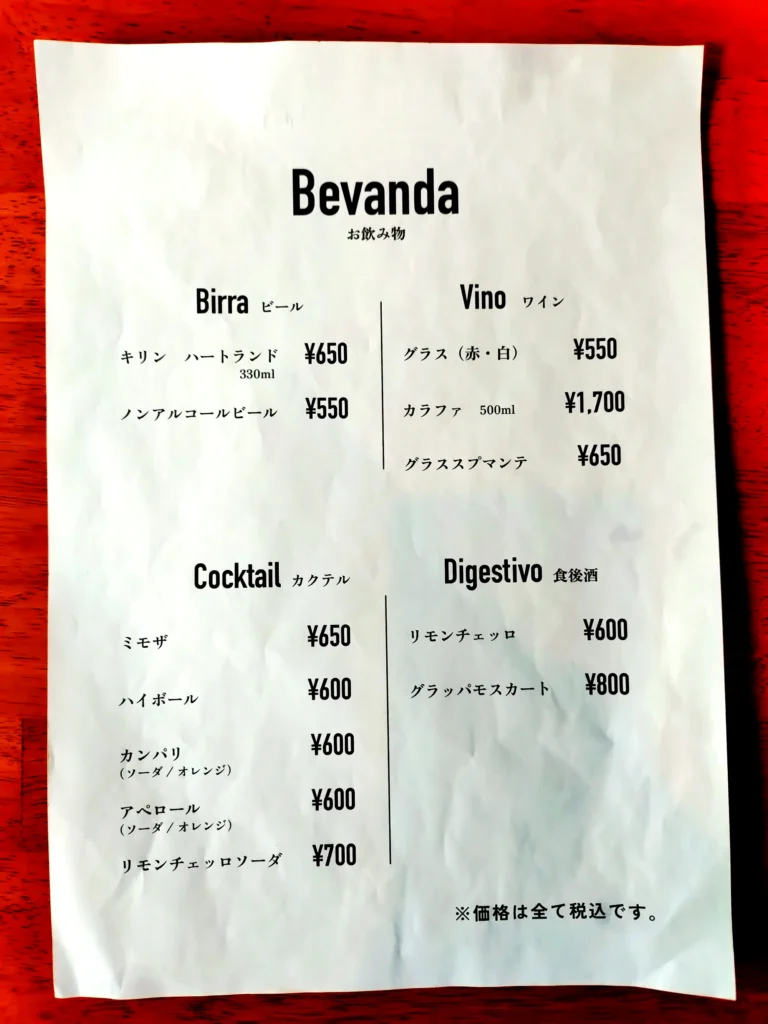 Bevanda
お飲み物
Birra ビール
キリン ハートランド ¥650
330ml
ノンアルコールビール ¥550
Vino ワイン
グラス（赤・白） ¥550
カラファ 500ml ¥1,700
グラススプマンテ ¥650
Cocktail カクテル
ミモザ ¥650
ハイボール ¥600
カンパリ ¥600
（ソーダ / オレンジ）
アペロール ¥600
（ソーダ / オレンジ）
リモンチェッロソーダ ¥700
Digestivo 食後酒
リモンチェッロ ¥600
グラッパモスカート ¥800
※価格は全て税込です。